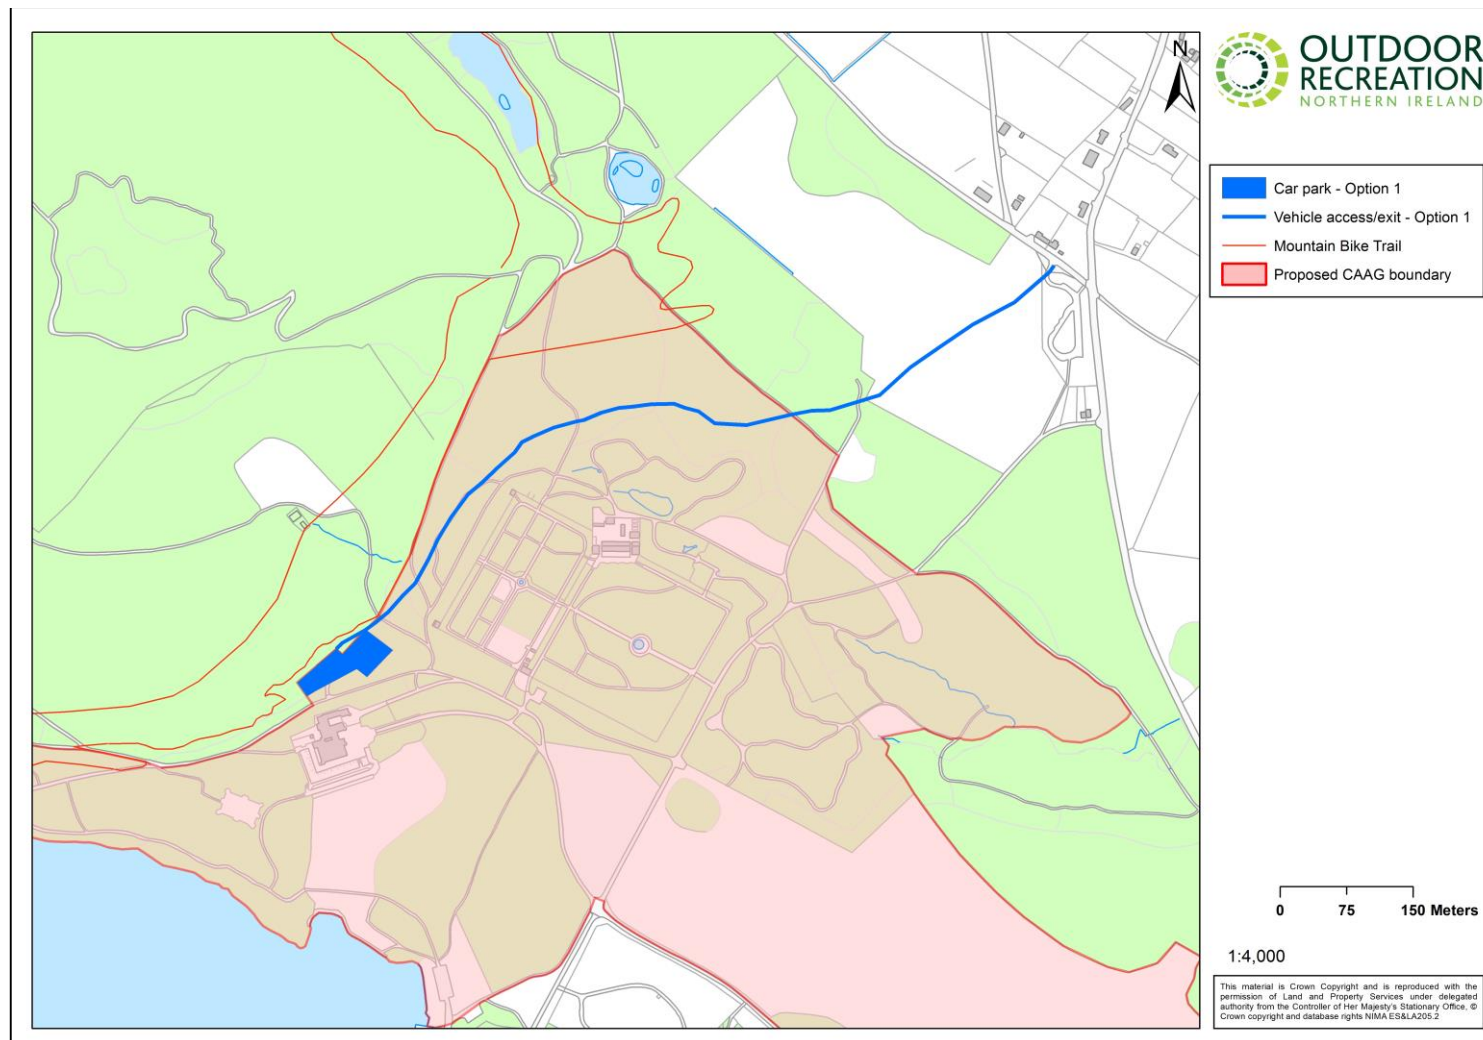 N
OUTDOOR
RECREATION
NORTHERN IRELAND
Car park - Option 1
Vehicle access/exit - Option 1
Mountain Bike Trail
Proposed CAAG boundary
0 75 150 Meters
1:4,000
This material is Crown Copyright and is reproduced with the
permission of Land and Property Services under delegated
authority from the Controller of Her Majesty's Stationary Office, ©
Crown copyright and database rights NIMA ES&LA205.2